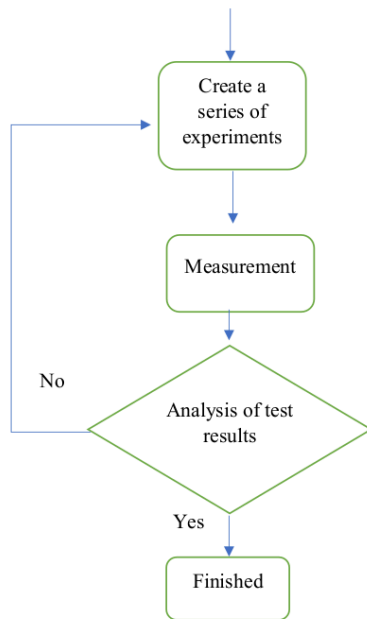 Create a
series of
experiments
Measurement
No
Analysis of test
results
Yes
Finished